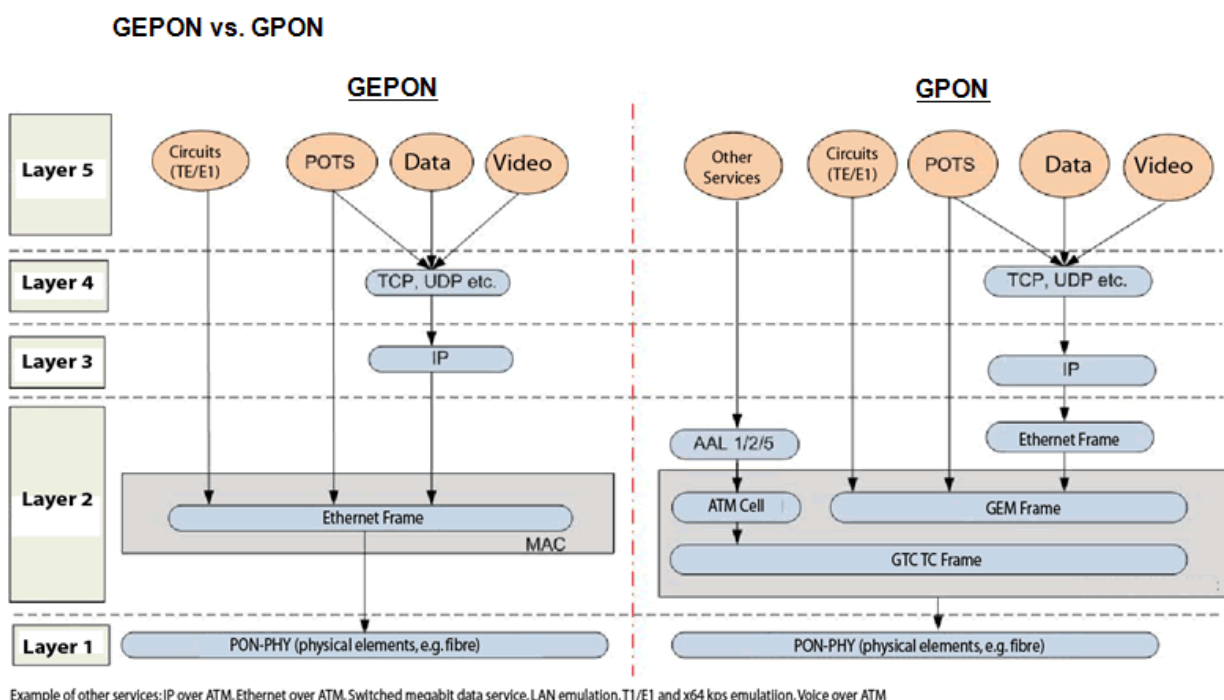 GEPON vs. GPON
GEPON
GPON
Layer 5
Circuits
(TE/E1)
POTS
Data
Video
Other
Services
Circuits
(TE/E1)
POTS
Data
Video
Layer 4
TCP, UDP etc.
TCP, UDP etc.
Layer 3
IP
IP
Layer 2
AAL 1/2/5
Ethernet Frame
Ethernet Frame
MAC
ATM Cell
GEM Frame
GTC TC Frame
Layer 1
PON-PHY (physical elements, e.g. fibre)
PON-PHY (physical elements, e.g. fibre)
Example of other services: IP over ATM, Ethernet over ATM, Switched megabit data service, LAN emulation, T1/E1 and x64 kps emulatiion, Voice over ATM